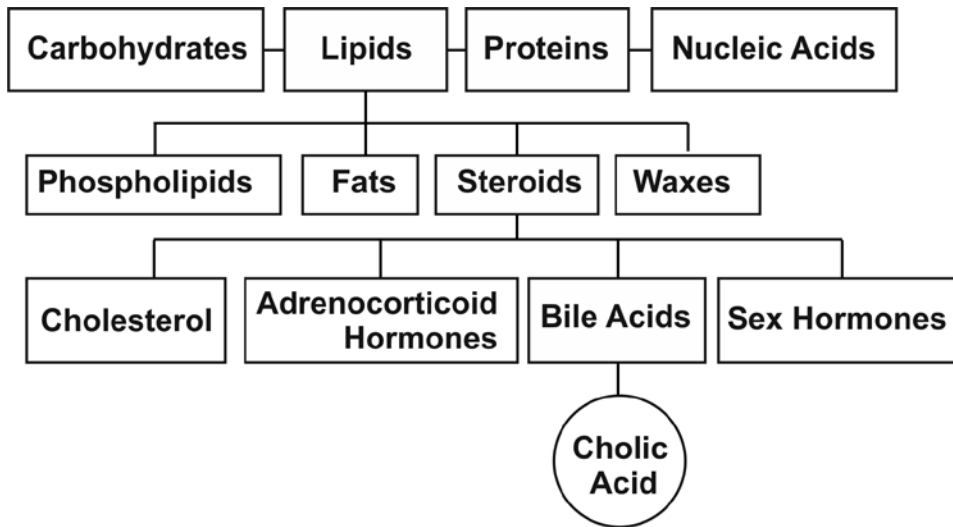 Carbohydrates
Lipids
Proteins
Nucleic Acids
Phospholipids
Fats
Steroids
Waxes
Cholesterol
Adrenocorticoid
Hormones
Bile Acids
Sex Hormones
Cholic
Acid